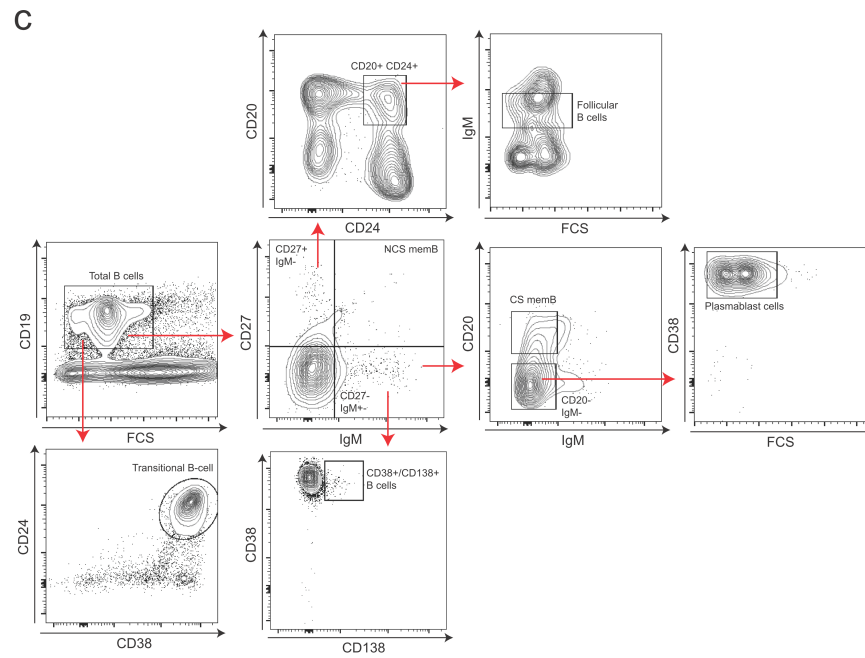 C
CD20+ CD24+
CD20
CD24
IgM
Follicular
B cells
FCS
Total B cells
CD19
FCS
CD27+
IgM-
NCS memB
CD27
CD27-
IgM+-
IgM
CS memB
CD20
CD20-
IgM-
IgM
CD38
Plasmablast cells
FCS
Transitional B-cell
CD24
CD38
CD38+/CD138+
B cells
CD38
CD138